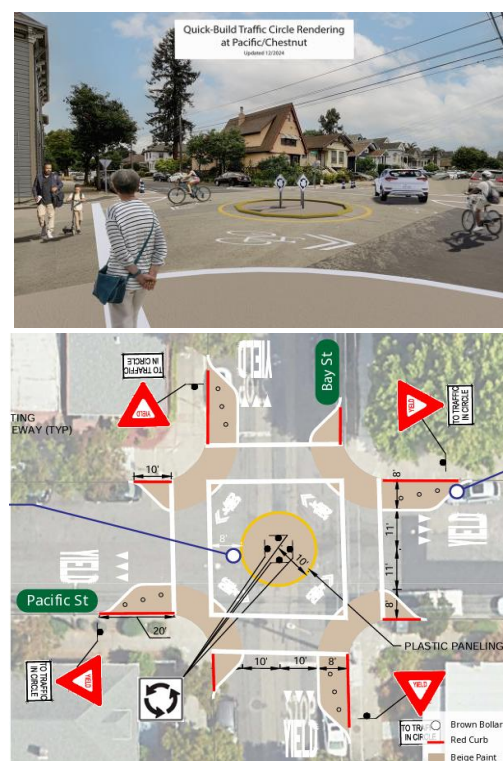 Quick-Build Traffic Circle Rendering
at Pacific/Chestnut
Updated 12/2024
TO TRAFFIC
IN CIRCLE
YIELD
YIELD
Bay St
YIELD
TO TRAFFIC
IN CIRCLE
TING
EWAY (TYP)
10'
8'
8'
YIELD
11'
10'
11'
YIELD
Pacific St
8'
20'
PLASTIC PANELING
TO TRAFFIC
IN CIRCLE
YIELD
10'
10'
8'
STOP
YIELD
YIELD
TO TR
IN CIRCLE
Brown Bollar
Red Curb
Beige Paint